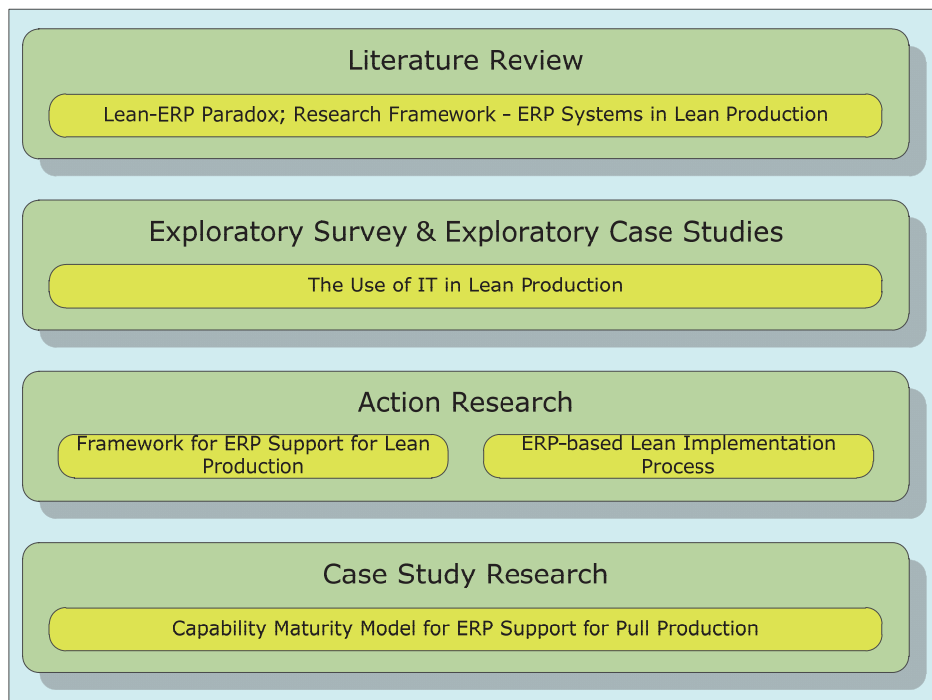 Literature Review
Lean-ERP Paradox; Research Framework - ERP Systems in Lean Production
Exploratory Survey & Exploratory Case Studies
The Use of IT in Lean Production
Action Research
Framework for ERP Support for Lean
Production
ERP-based Lean Implementation
Process
Case Study Research
Capability Maturity Model for ERP Support for Pull Production